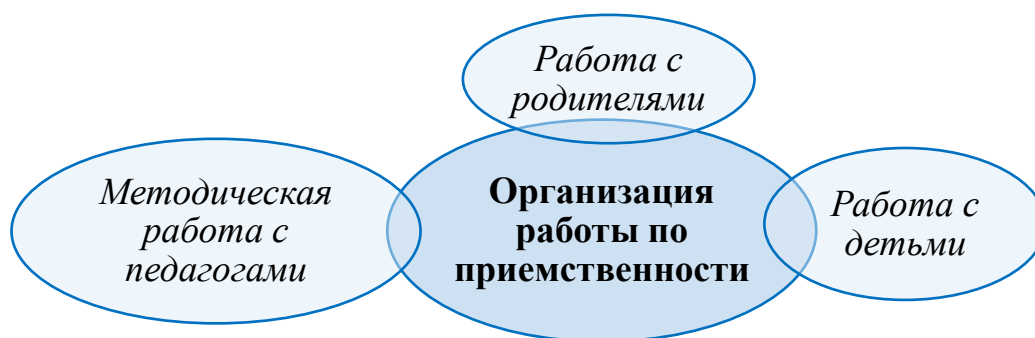 Работа с
родителями
Методическая
работа с
педагогами
Организация
работы по
приемственности
Работа с
детьми